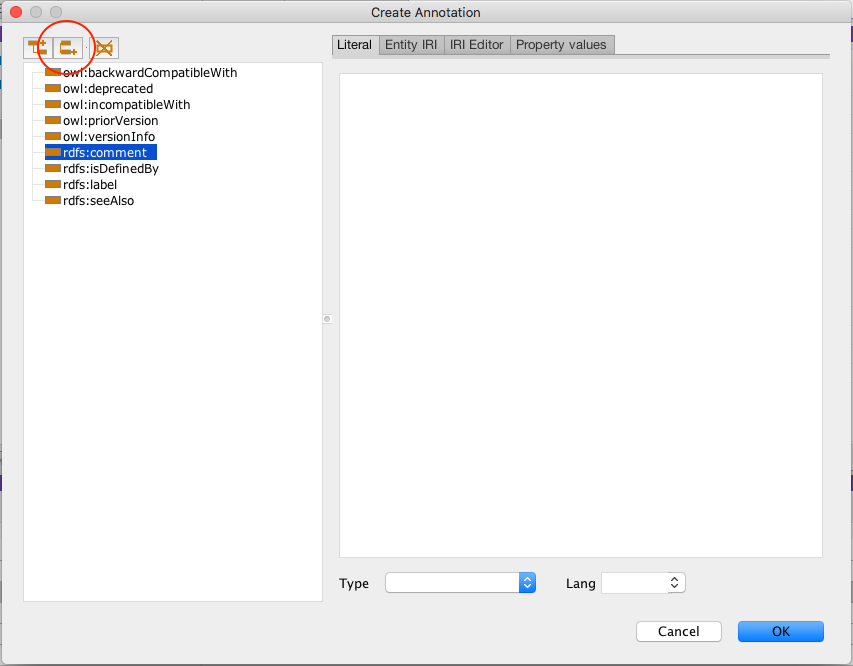 Create Annotation
Literal Entity IRI IRI Editor Property values
owl:backwardCompatibleWith
owl:deprecated
owl:incompatibleWith
owl:priorVersion
owl:versionInfo
rdfs:comment
rdfs:isDefinedBy
rdfs:label
rdfs:seeAlso
Type Lang
Cancel OK